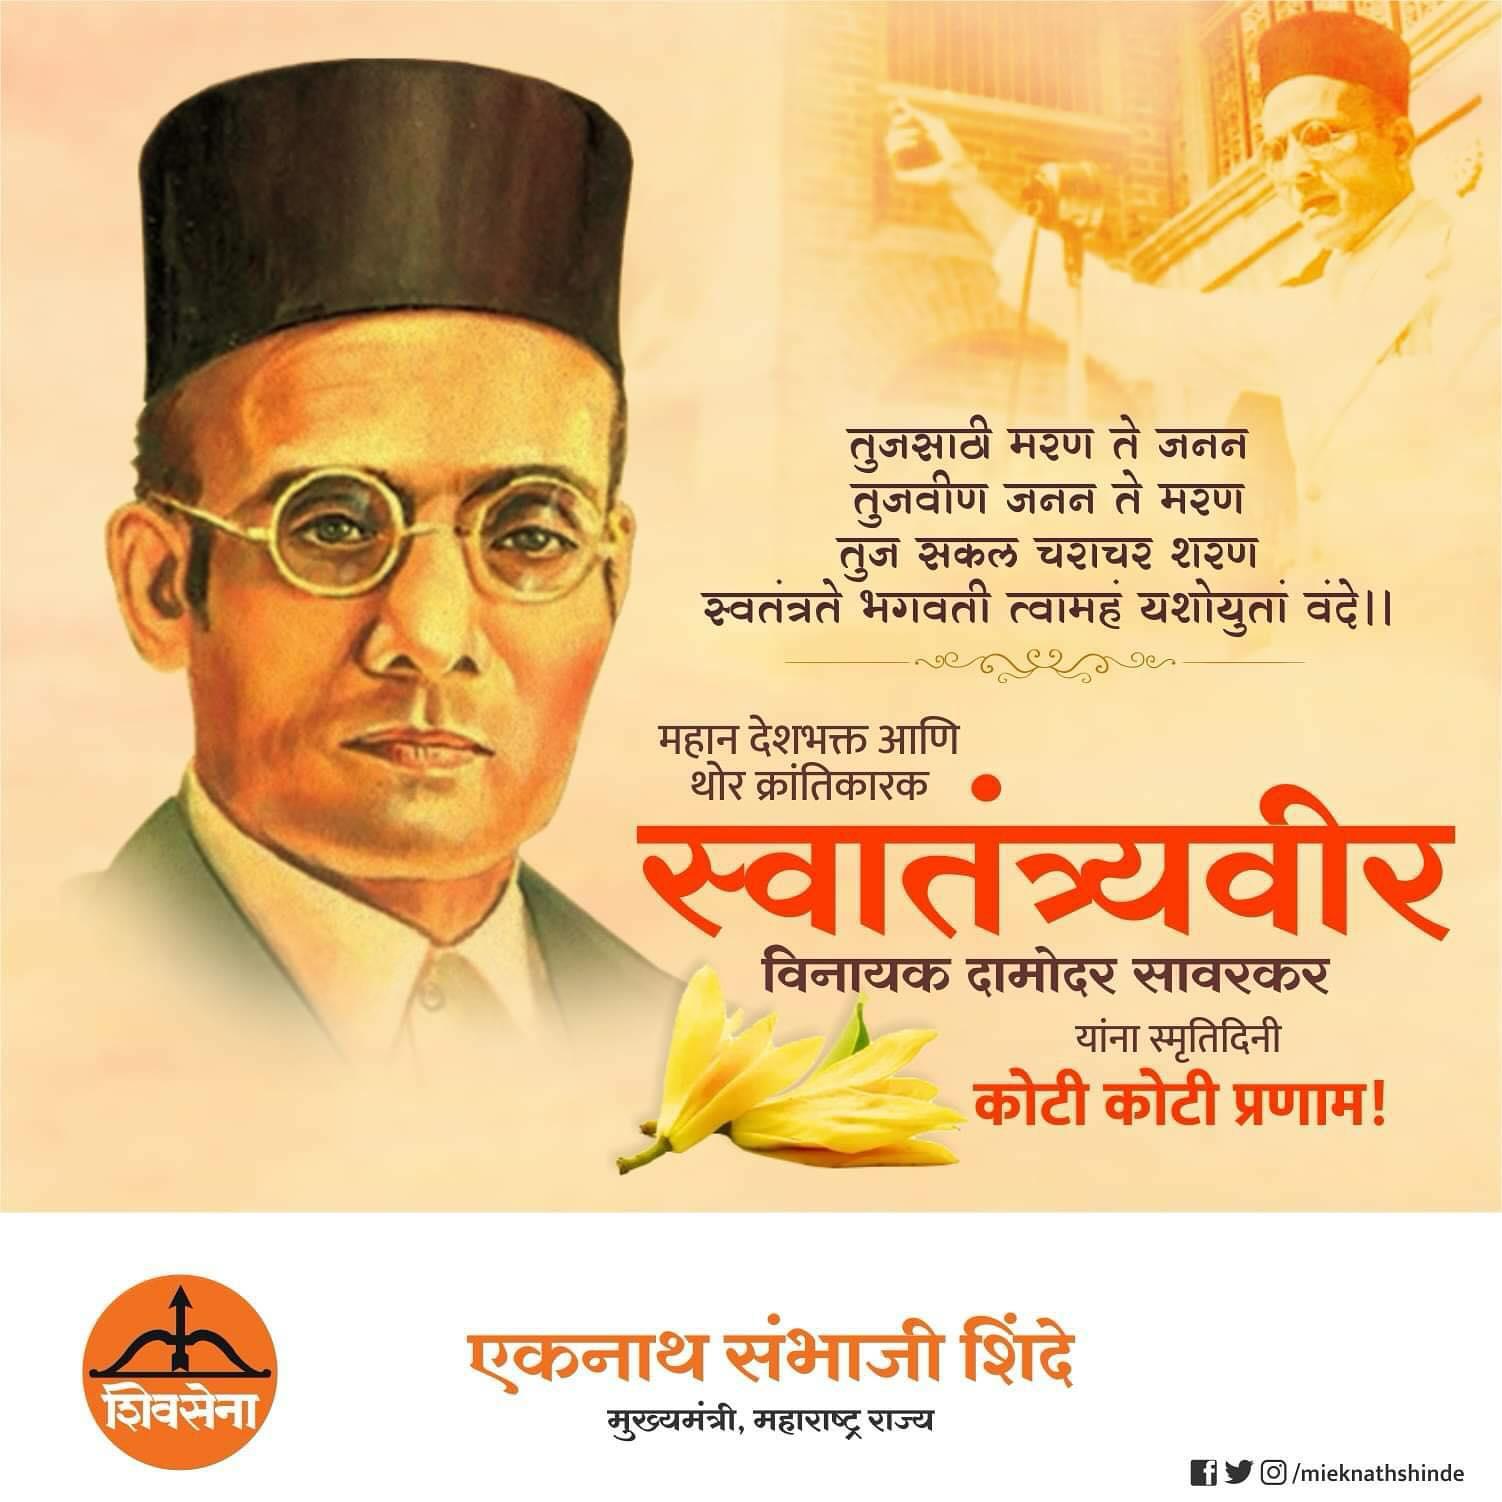 तुजसाठी मरण ते जनन
तुजवीण जनन ते मरण
तुज सकल चराचर शरण
स्वतंत्रते भगवती त्वामहं यशोयुतां वंदे।।
महान देशभक्त आणि
थोर क्रांतिकारक
स्वातंत्र्यवीर
विनायक दामोदर सावरकर
यांना स्मृतिदिनी
कोटी कोटी प्रणाम!
शिवसेना
एकनाथ संभाजी शिंदे
मुख्यमंत्री, महाराष्ट्र राज्य
/mieknathshinde